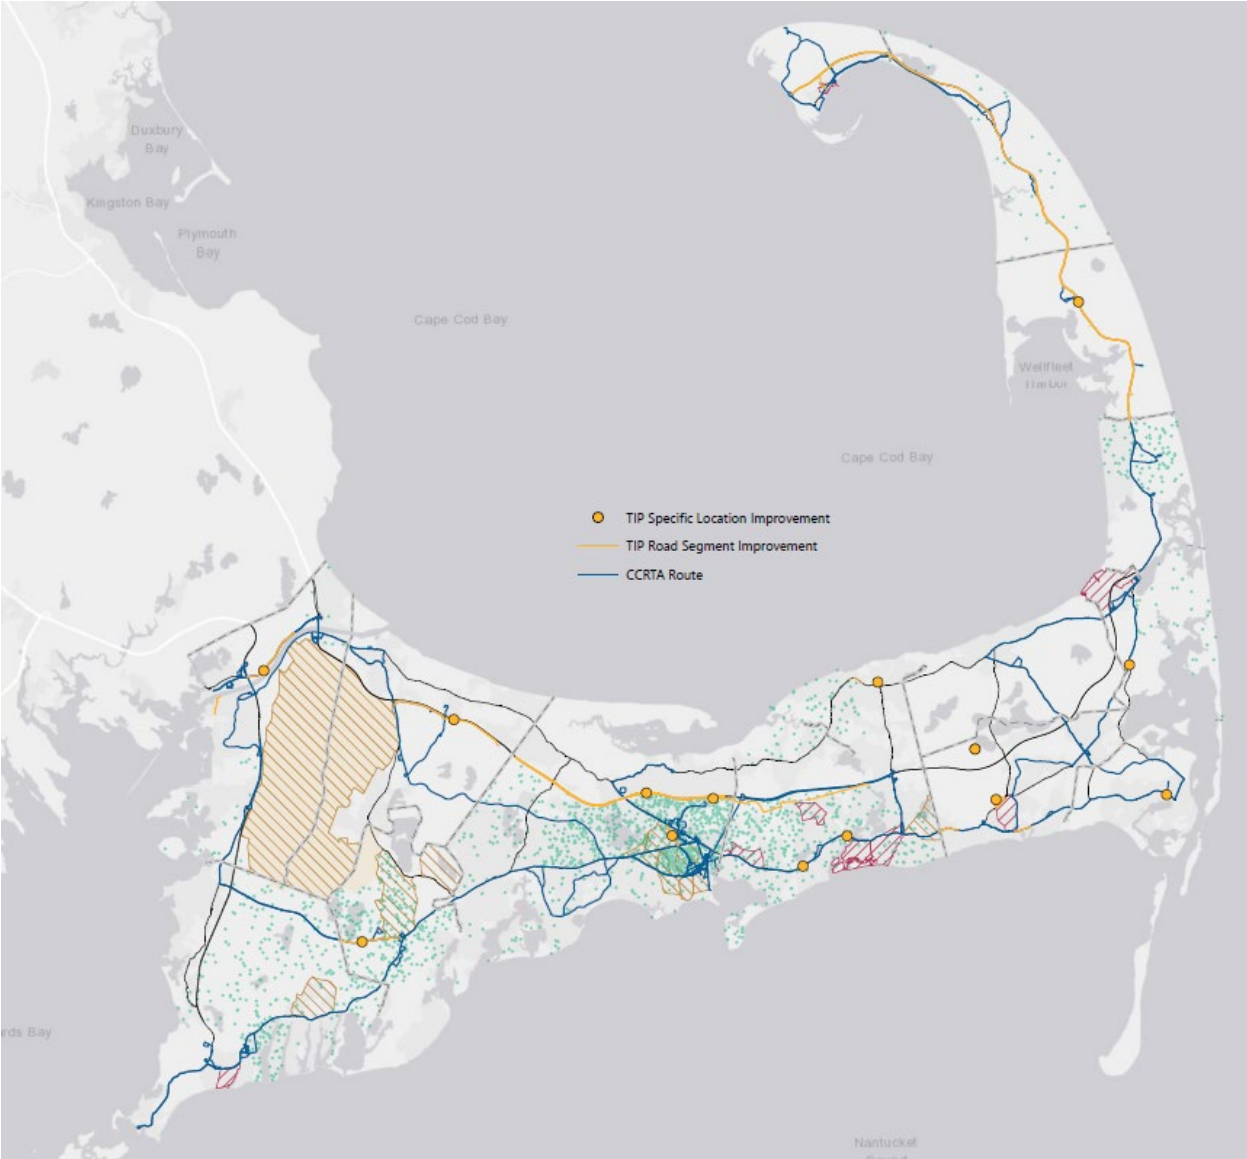 Duxbury
Bay
Kingston Bay
Plymouth
Bay
Cape Cod Bay
Wellfleet
Harbor
Cape Cod Bay
TIP Specific Location Improvement
TIP Road Segment Improvement
CCRTA Route
rds Bay
Nantucket